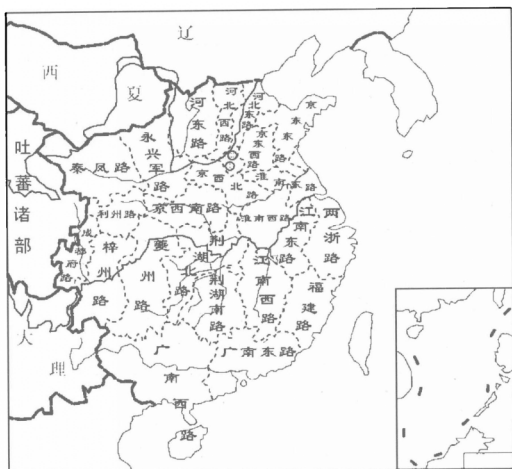 辽
西夏
吐蕃诸部
大理
河东路
河北西路
河北东路
京东东路
京东西路
永兴军路
秦凤路
京西北路
淮南东路
利州路
京西南路
淮南西路
成都府路
梓州路
夔州路
荆湖北路
荆湖南路
江南东路
江南西路
两浙路
福建路
广南东路
广南西路